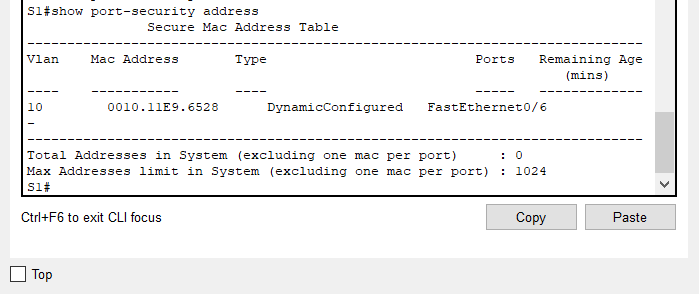 S1#show port-security address
Secure Mac Address Table
-----------------------------------------------------------------------------
Vlan Mac Address Type Ports Remaining Age
(mins)
---- ----------- ---- ----- -------------
10 0010.11E9.6528 DynamicConfigured FastEthernet0/6
-
-----------------------------------------------------------------------------
Total Addresses in System (excluding one mac per port) : 0
Max Addresses limit in System (excluding one mac per port) : 1024
S1#
Ctrl+F6 to exit CLI focus Copy Paste
Top